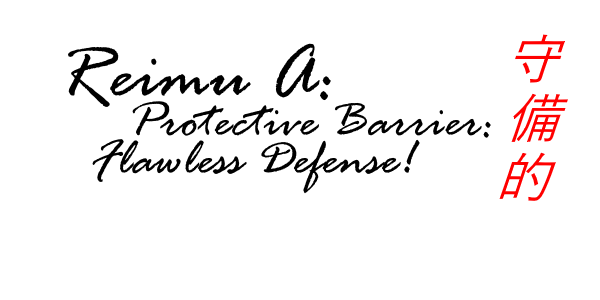 Reimu A:
Protective Barrier:
Flawless Defense!
守備的